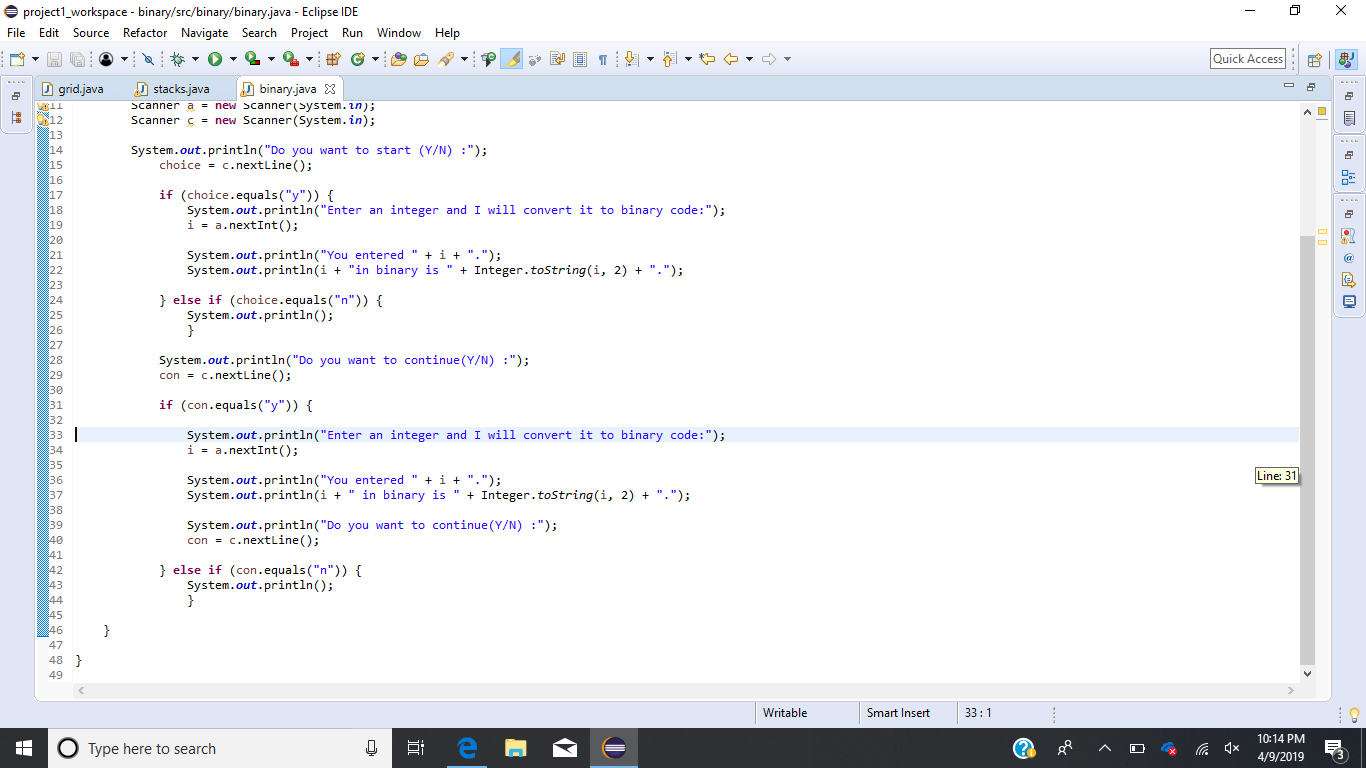 project1_workspace - binary/src/binary/binary.java - Eclipse IDE
File Edit Source Refactor Navigate Search Project Run Window Help
Quick Access
grid.java stacks.java binary.java
11 Scanner a = new Scanner(System.in);
12 Scanner c = new Scanner(System.in);
13
14 System.out.println("Do you want to start (Y/N) :");
15 choice = c.nextLine();
16
17 if (choice.equals("y")) {
18 System.out.println("Enter an integer and I will convert it to binary code:");
19 i = a.nextInt();
20
21 System.out.println("You entered " + i + ".");
22 System.out.println(i + "in binary is " + Integer.toString(i, 2) + ".");
23
24 } else if (choice.equals("n")) {
25 System.out.println();
26 }
27
28 System.out.println("Do you want to continue(Y/N) :");
29 con = c.nextLine();
30
31 if (con.equals("y")) {
32
33 System.out.println("Enter an integer and I will convert it to binary code:");
34 i = a.nextInt();
35
36 System.out.println("You entered " + i + ".");
37 System.out.println(i + " in binary is " + Integer.toString(i, 2) + ".");
38
39 System.out.println("Do you want to continue(Y/N) :");
40 con = c.nextLine();
41
42 } else if (con.equals("n")) {
43 System.out.println();
44 }
45
46 }
47
48 }
49
Line: 31
Writable Smart Insert 33 : 1
Type here to search
10:14 PM
4/9/2019
3